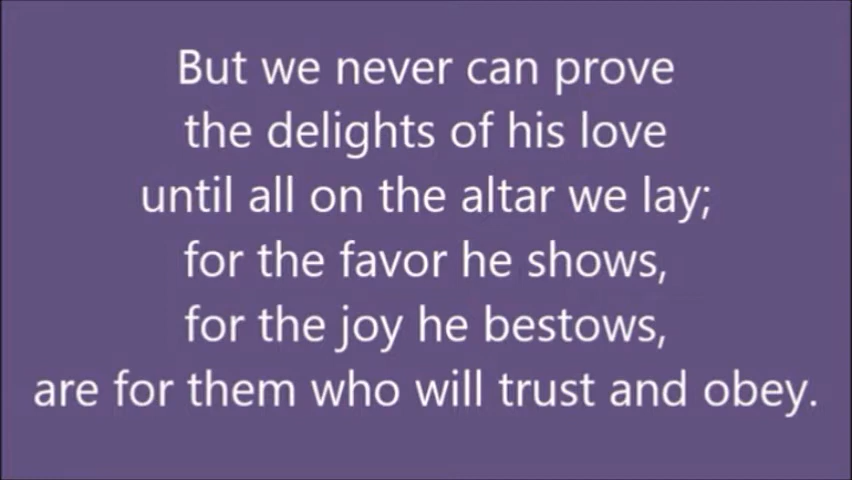 But we never can prove
the delights of his love
until all on the altar we lay;
for the favor he shows,
for the joy he bestows,
are for them who will trust and obey.